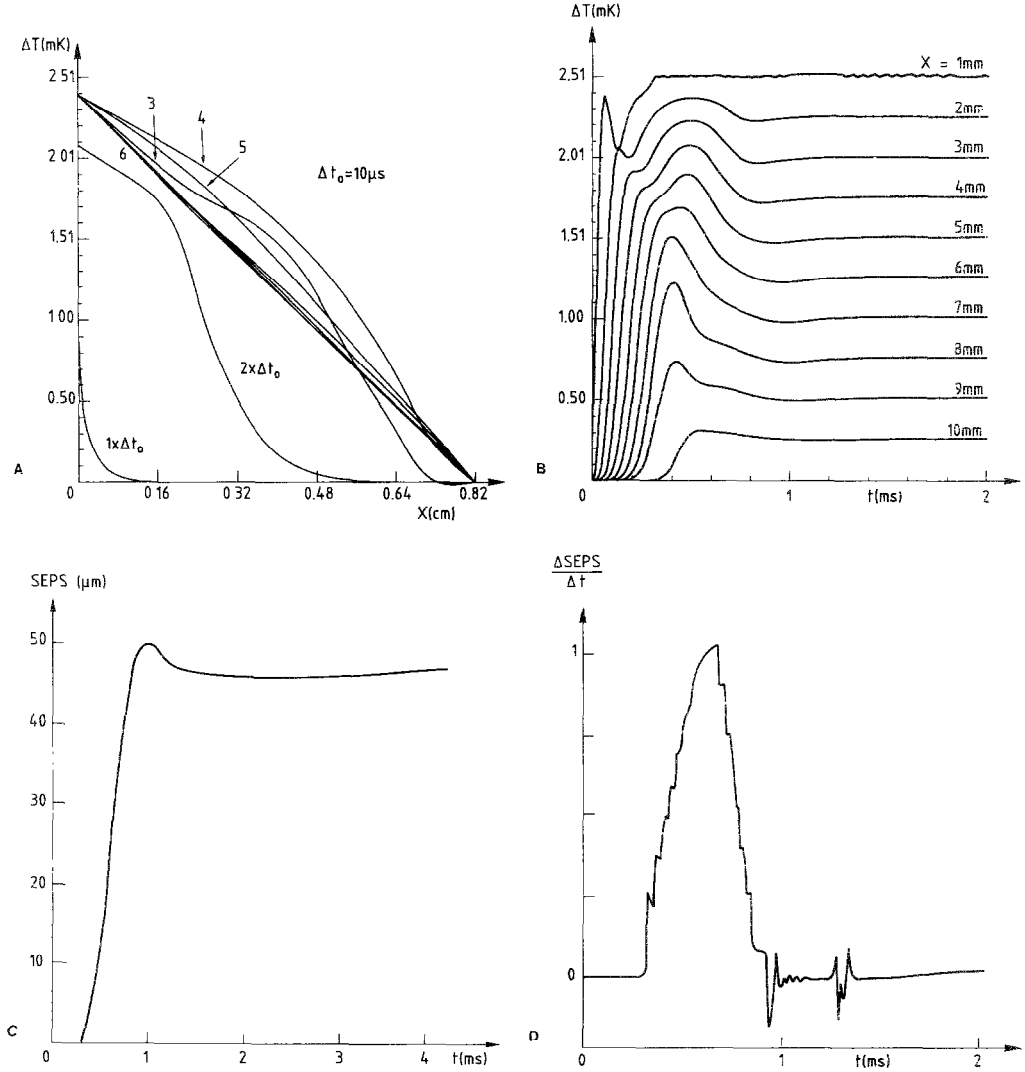 ΔT(mK)
2.51
2.01
1.51
1.00
0.50
0
3
4
5
6
Δt₀=10μs
2xΔt₀
1xΔt₀
0.16
0.32
0.48
0.64
0.82
X(cm)
A
ΔT(mK)
2.51
2.01
1.51
1.00
0.50
0
X = 1mm
2mm
3mm
4mm
5mm
6mm
7mm
8mm
9mm
10mm
1
t(ms)
2
B
SEPS (μm)
50
40
30
20
10
0
1
2
3
4
t(ms)
C
ΔSEPS
Δt
1
0
0
1
t(ms)
2
D